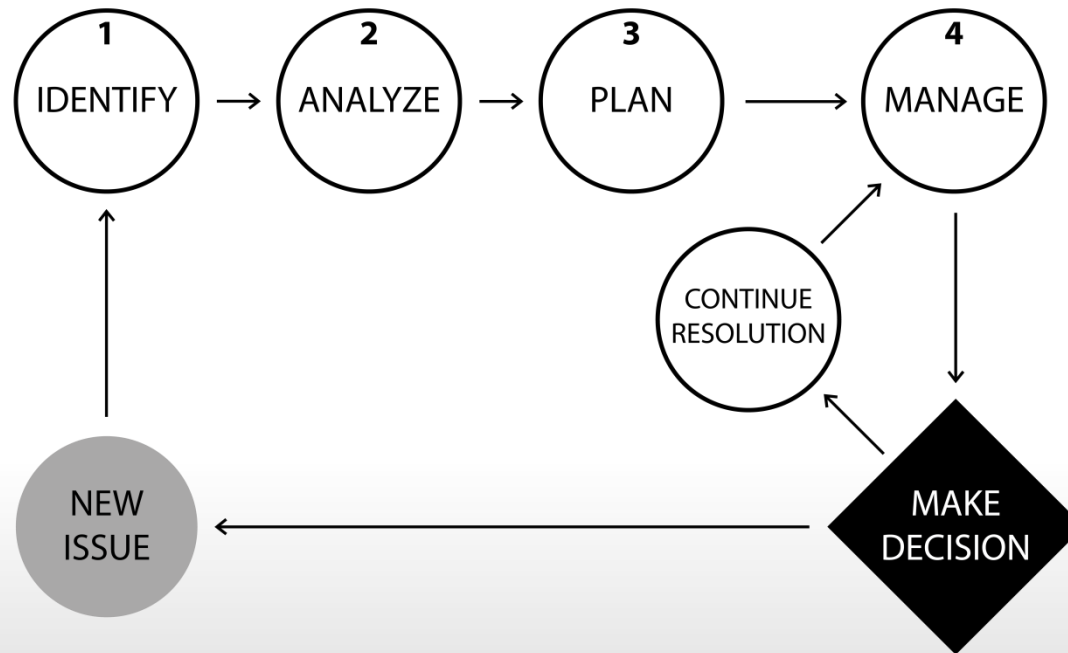 1
IDENTIFY
2
ANALYZE
3
PLAN
4
MANAGE
CONTINUE
RESOLUTION
NEW
ISSUE
MAKE
DECISION